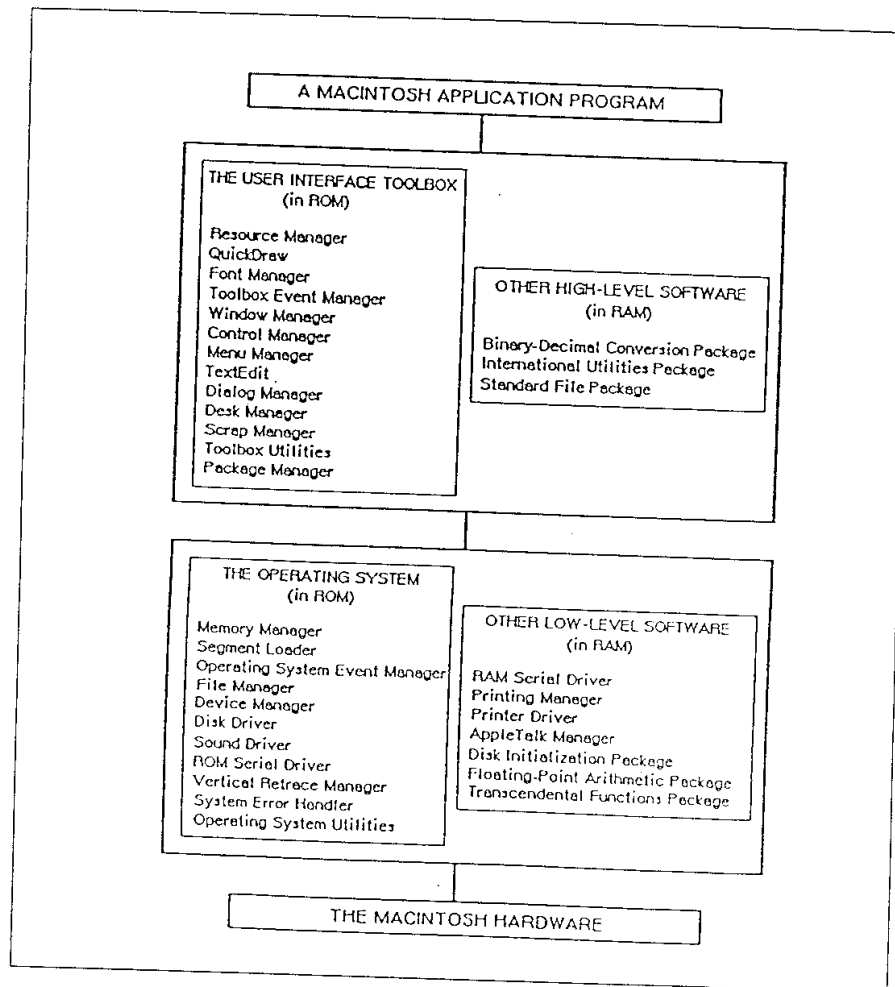 A MACINTOSH APPLICATION PROGRAM
THE USER INTERFACE TOOLBOX
(in ROM)
Resource Manager
QuickDraw
Font Manager
Toolbox Event Manager
Window Manager
Control Manager
Menu Manager
TextEdit
Dialog Manager
Desk Manager
Scrap Manager
Toolbox Utilities
Package Manager
OTHER HIGH-LEVEL SOFTWARE
(in RAM)
Binary-Decimal Conversion Package
International Utilities Package
Standard File Package
THE OPERATING SYSTEM
(in ROM)
Memory Manager
Segment Loader
Operating System Event Manager
File Manager
Device Manager
Disk Driver
Sound Driver
ROM Serial Driver
Vertical Retrace Manager
System Error Handler
Operating System Utilities
OTHER LOW-LEVEL SOFTWARE
(in RAM)
RAM Serial Driver
Printing Manager
Printer Driver
AppleTalk Manager
Disk Initialization Package
Floating-Point Arithmetic Package
Transcendental Functions Package
THE MACINTOSH HARDWARE